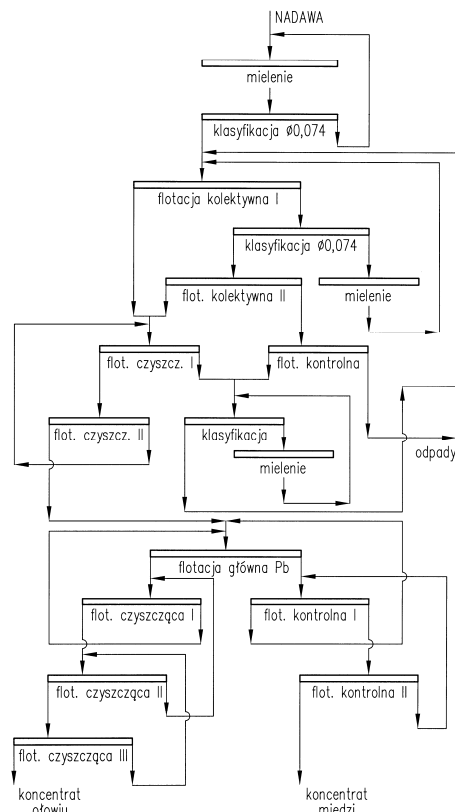 NADAWA
mielenie
klasyfikacja ø0,074
flotacja kolektywna I
klasyfikacja ø0,074
flot. kolektywna II
mielenie
flot. czyszcz. I
flot. kontrolna
flot. czyszcz. II
klasyfikacja
odpady
mielenie
flotacja główna Pb
flot. czyszcząca I
flot. kontrolna I
flot. czyszcząca II
flot. kontrolna II
flot. czyszcząca III
koncentrat
ołowiu
koncentrat
miedzi